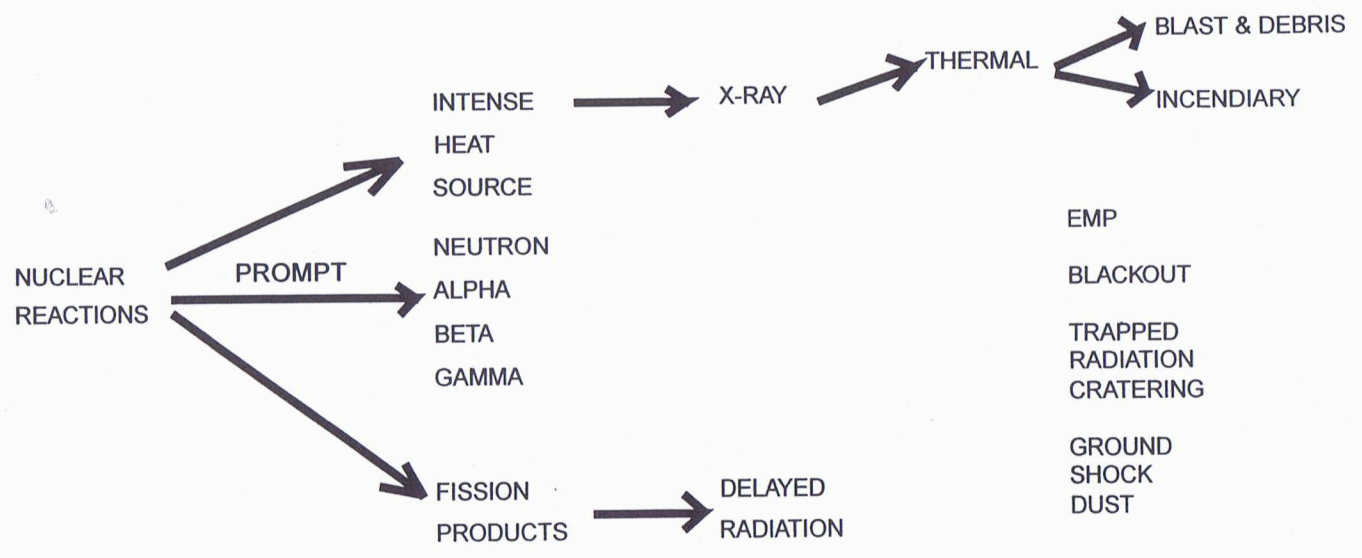 BLAST & DEBRIS
THERMAL
INTENSE
X-RAY
INCENDIARY
HEAT
SOURCE
NEUTRON
NUCLEAR
REACTIONS
PROMPT
ALPHA
BETA
GAMMA
EMP
BLACKOUT
TRAPPED
RADIATION
CRATERING
GROUND
SHOCK
DUST
FISSION
PRODUCTS
DELAYED
RADIATION